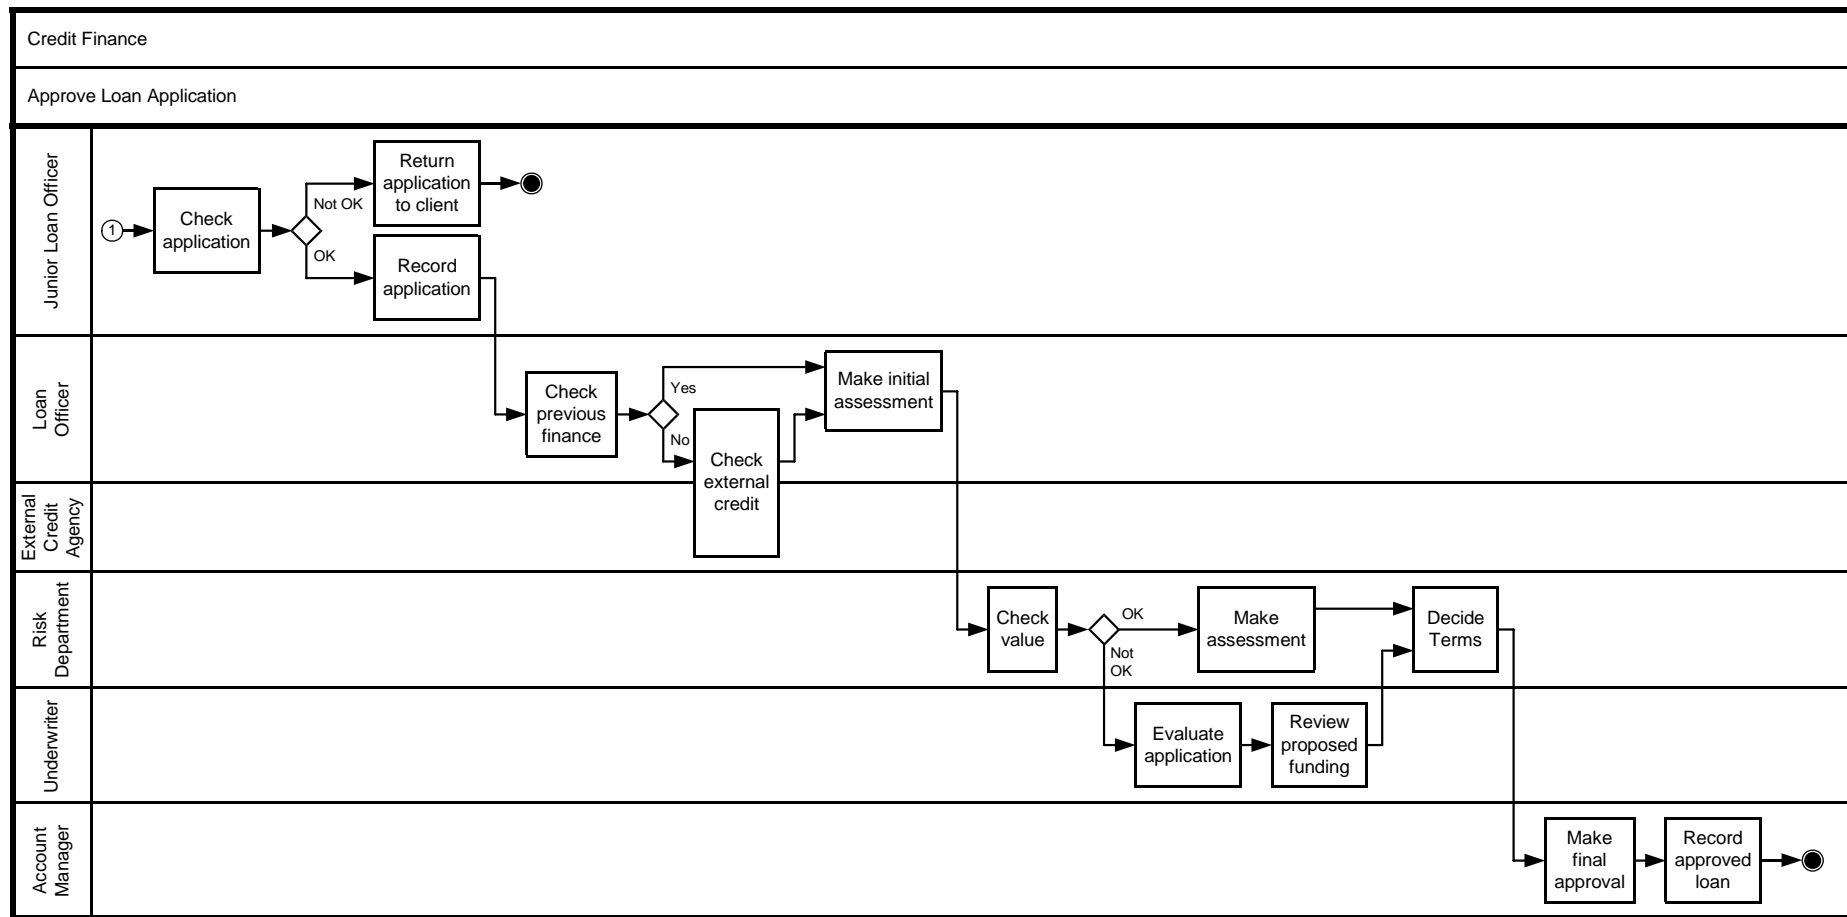 Credit Finance
Approve Loan Application
Junior Loan Officer
1
Check
application
Not OK
OK
Return
application
to client
Record
application
Loan
Officer
Check
previous
finance
Yes
No
Check
external
credit
Make initial
assessment
External
Credit
Agency
Risk
Department
Check
value
OK
Not
OK
Make
assessment
Decide
Terms
Underwriter
Evaluate
application
Review
proposed
funding
Account
Manager
Make
final
approval
Record
approved
loan